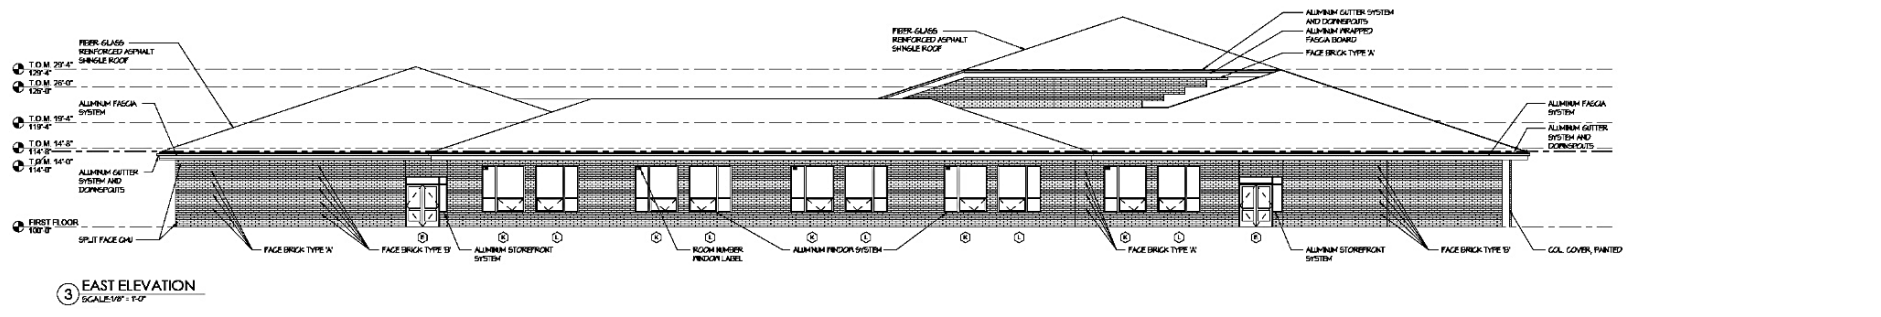 FIBER-GLASS
REINFORCED ASPHALT
SHINGLE ROOF
T.O.M. 29'-4"
129'-4"
T.O.M. 26'-0"
126'-0"
ALUMINUM FASCIA
SYSTEM
T.O.M. 19'-4"
119'-4"
T.O.M. 14'-8"
114'-8"
T.O.M. 14'-0"
114'-0"
ALUMINUM GUTTER
SYSTEM AND
DOWNSPOUTS
FIRST FLOOR
100'-0"
SPLIT FACE CMU
FIBER-GLASS
REINFORCED ASPHALT
SHINGLE ROOF
ALUMINUM GUTTER SYSTEM
AND DOWNSPOUTS
ALUMINUM WRAPPED
FASCIA BOARD
FACE BRICK TYPE 'A'
ALUMINUM FASCIA
SYSTEM
ALUMINUM GUTTER
SYSTEM AND
DOWNSPOUTS
E
K
L
K
L
K
L
K
L
K
L
E
FACE BRICK TYPE 'A'
FACE BRICK TYPE 'B'
ALUMINUM STOREFRONT
SYSTEM
ROOM NUMBER
WINDOW LABEL
ALUMINUM WINDOW SYSTEM
FACE BRICK TYPE 'A'
ALUMINUM STOREFRONT
SYSTEM
FACE BRICK TYPE 'B'
COL. COVER, PAINTED
3 EAST ELEVATION
SCALE:1/8" = 1'-0"